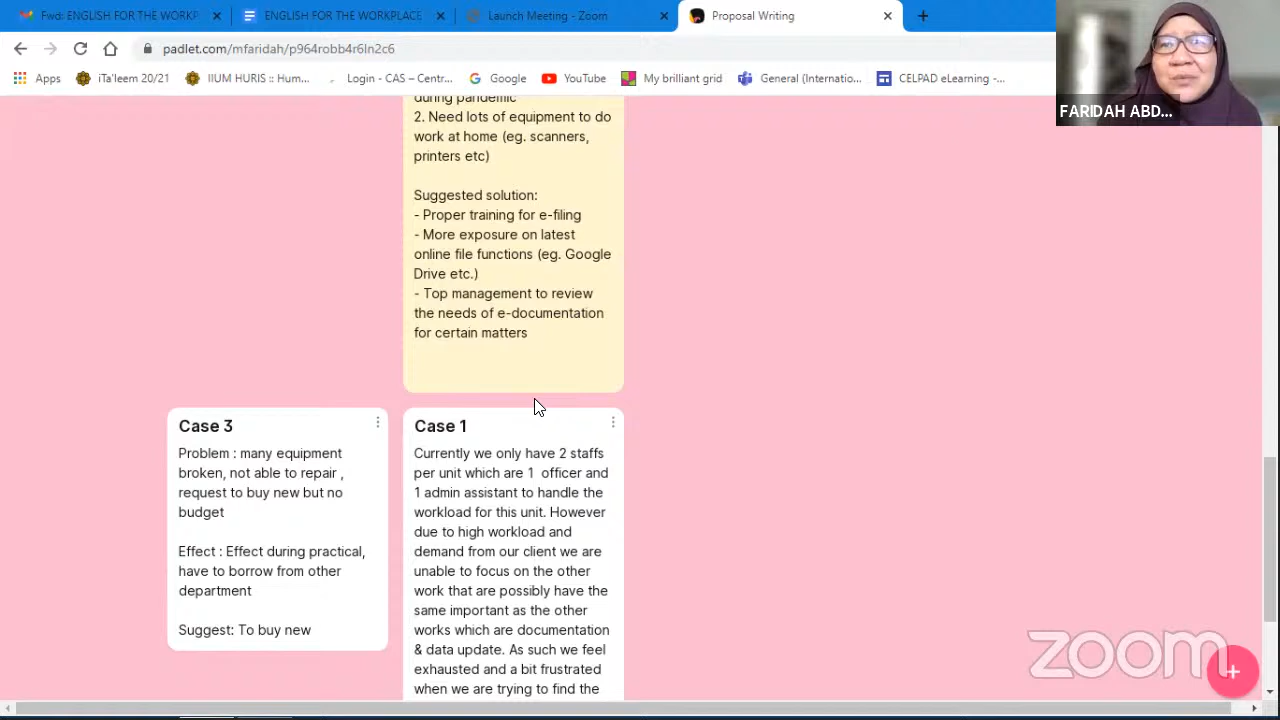 Fwd: ENGLISH FOR THE WORKP
ENGLISH FOR THE WORKPLACE
Launch Meeting - Zoom
Proposal Writing
padlet.com/mfaridah/p964robb4r6ln2c6
Apps
iTa'leem 20/21
IIUM HURIS :: Hum...
Login - CAS – Centr...
Google
YouTube
My brilliant grid
General (Internatio...
CELPAD eLearning -...
FARIDAH ABD...
during pandemic
2. Need lots of equipment to do
work at home (eg. scanners,
printers etc)
Suggested solution:
- Proper training for e-filing
- More exposure on latest
online file functions (eg. Google
Drive etc.)
- Top management to review
the needs of e-documentation
for certain matters
Case 3
Problem : many equipment
broken, not able to repair ,
request to buy new but no
budget
Effect : Effect during practical,
have to borrow from other
department
Suggest: To buy new
Case 1
Currently we only have 2 staffs
per unit which are 1 officer and
1 admin assistant to handle the
workload for this unit. However
due to high workload and
demand from our client we are
unable to focus on the other
work that are possibly have the
same important as the other
works which are documentation
& data update. As such we feel
exhausted and a bit frustrated
when we are trying to find the
zoom